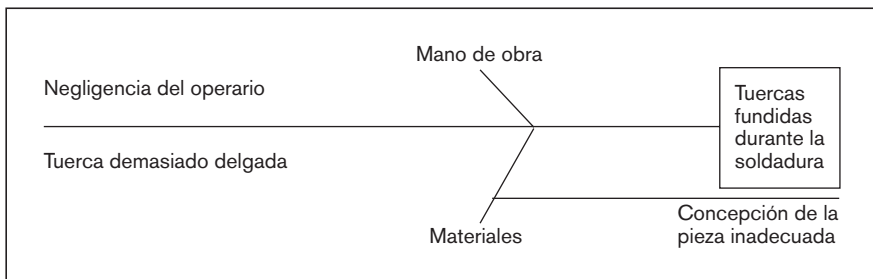 Mano de obra
Negligencia del operario
Tuercas
fundidas
durante la
soldadura
Tuerca demasiado delgada
Concepción de la
pieza inadecuada
Materiales